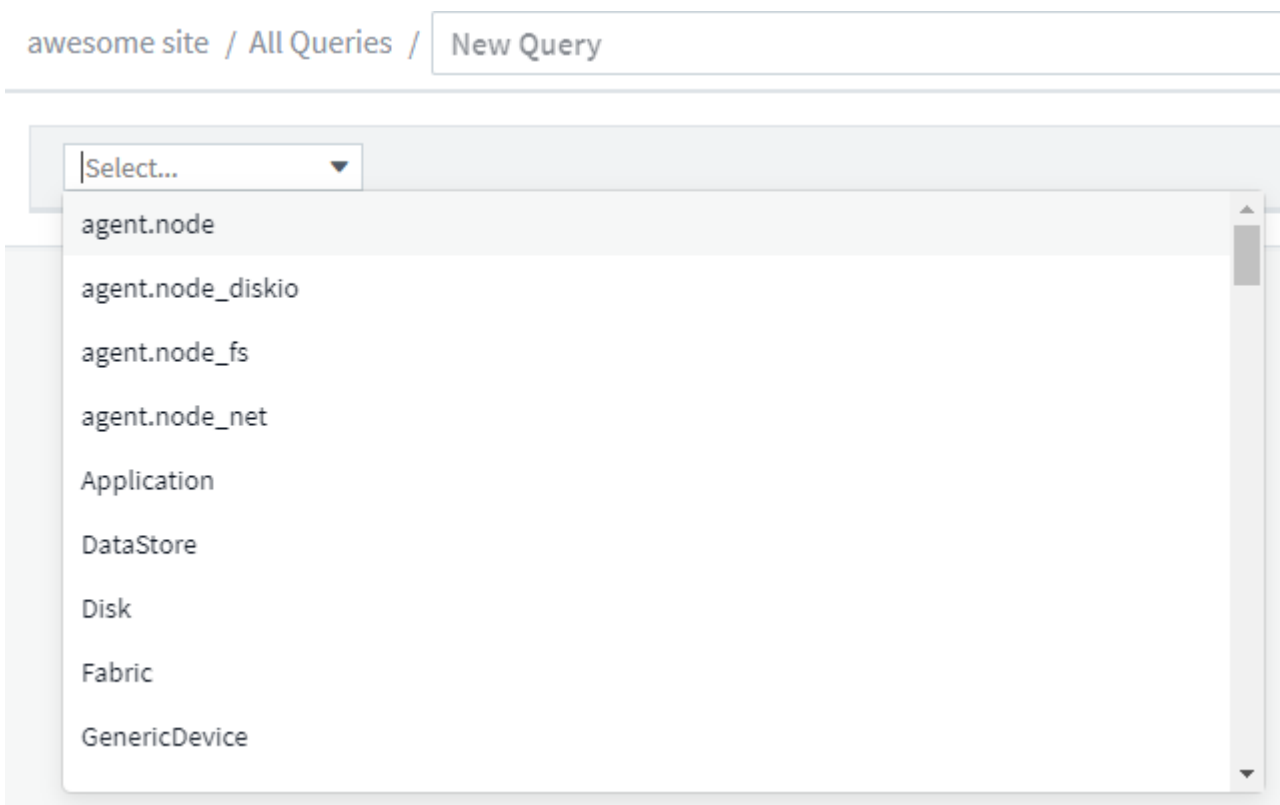 awesome site / All Queries / New Query
Select...
agent.node
agent.node_diskio
agent.node_fs
agent.node_net
Application
DataStore
Disk
Fabric
GenericDevice